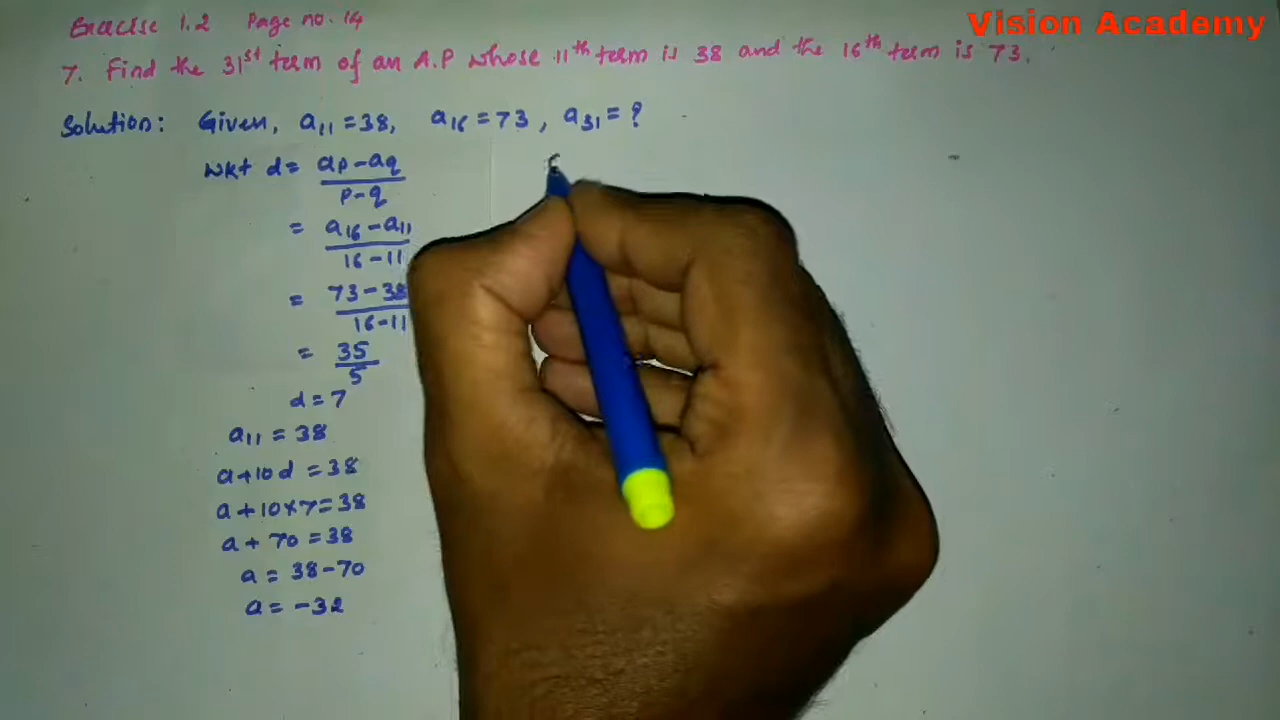 Vision Academy
Exercise 1.2 Page no. 14
7. Find the 31st term of an A.P whose 11th term is 38 and the 16th term is 73.
Solution: Given, a11 = 38, a16 = 73, a31 = ?
WKT d = ap - aq / p - q
= a16 - a11 / 16 - 11
= 73 - 38 / 16 - 11
= 35 / 5
d = 7
a11 = 38
a + 10d = 38
a + 10 × 7 = 38
a + 70 = 38
a = 38 - 70
a = -32